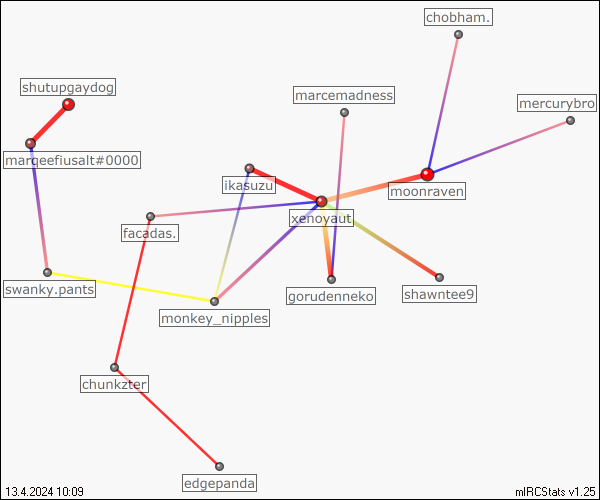 chobham.
shutupgaydog
marcemadness
mercurybro
marqeefiusalt#0000
ikasuzu
moonraven
xenoyaut
facadas.
swanky.pants
gorudenneko
shawntee9
monkey_nipples
chunkzter
edgepanda
13.4.2024 10:09
mIRCStats v1.25